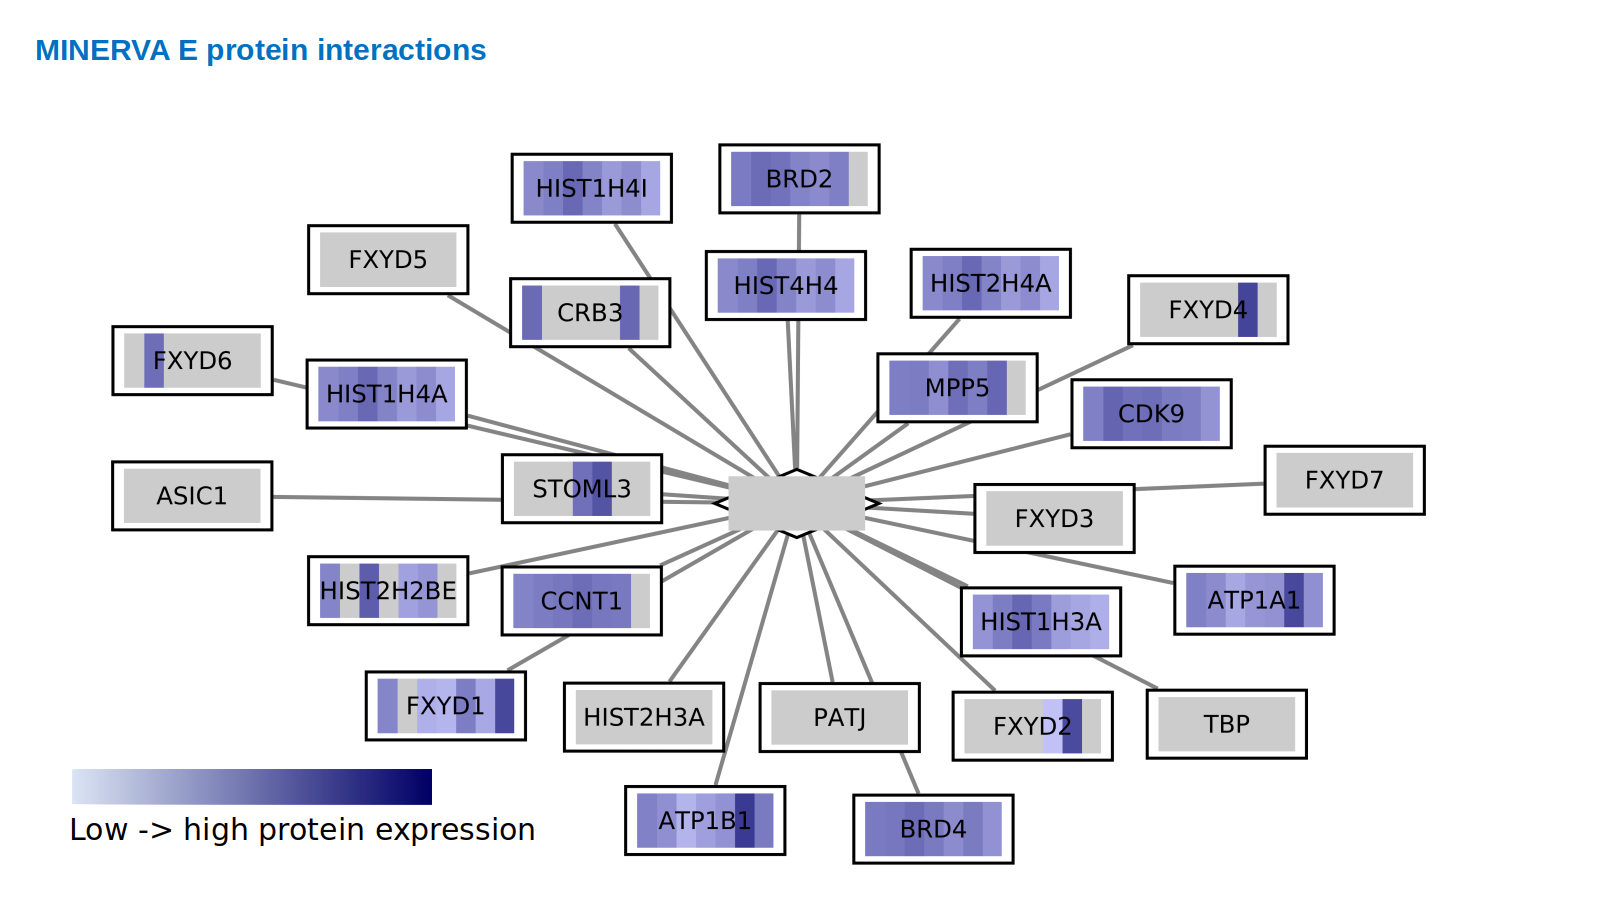 MINERVA E protein interactions
HIST1H4I
BRD2
FXYD5
CRB3
HIST4H4
HIST2H4A
FXYD4
FXYD6
HIST1H4A
MPP5
CDK9
ASIC1
STOML3
FXYD7
FXYD3
HIST2H2BE
CCNT1
ATP1A1
HIST1H3A
FXYD1
HIST2H3A
PATJ
FXYD2
TBP
ATP1B1
BRD4
Low -> high protein expression